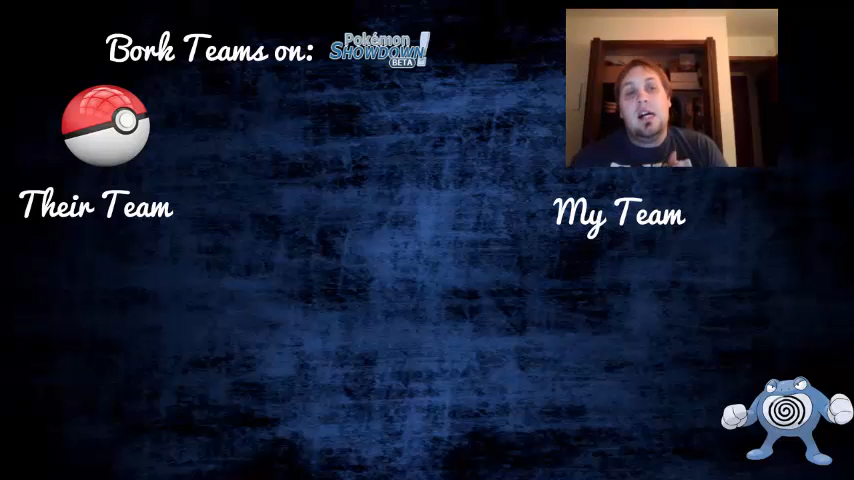 Bork Teams on:
Pokémon
SHOWDOWN!
BETA
Their Team
My Team